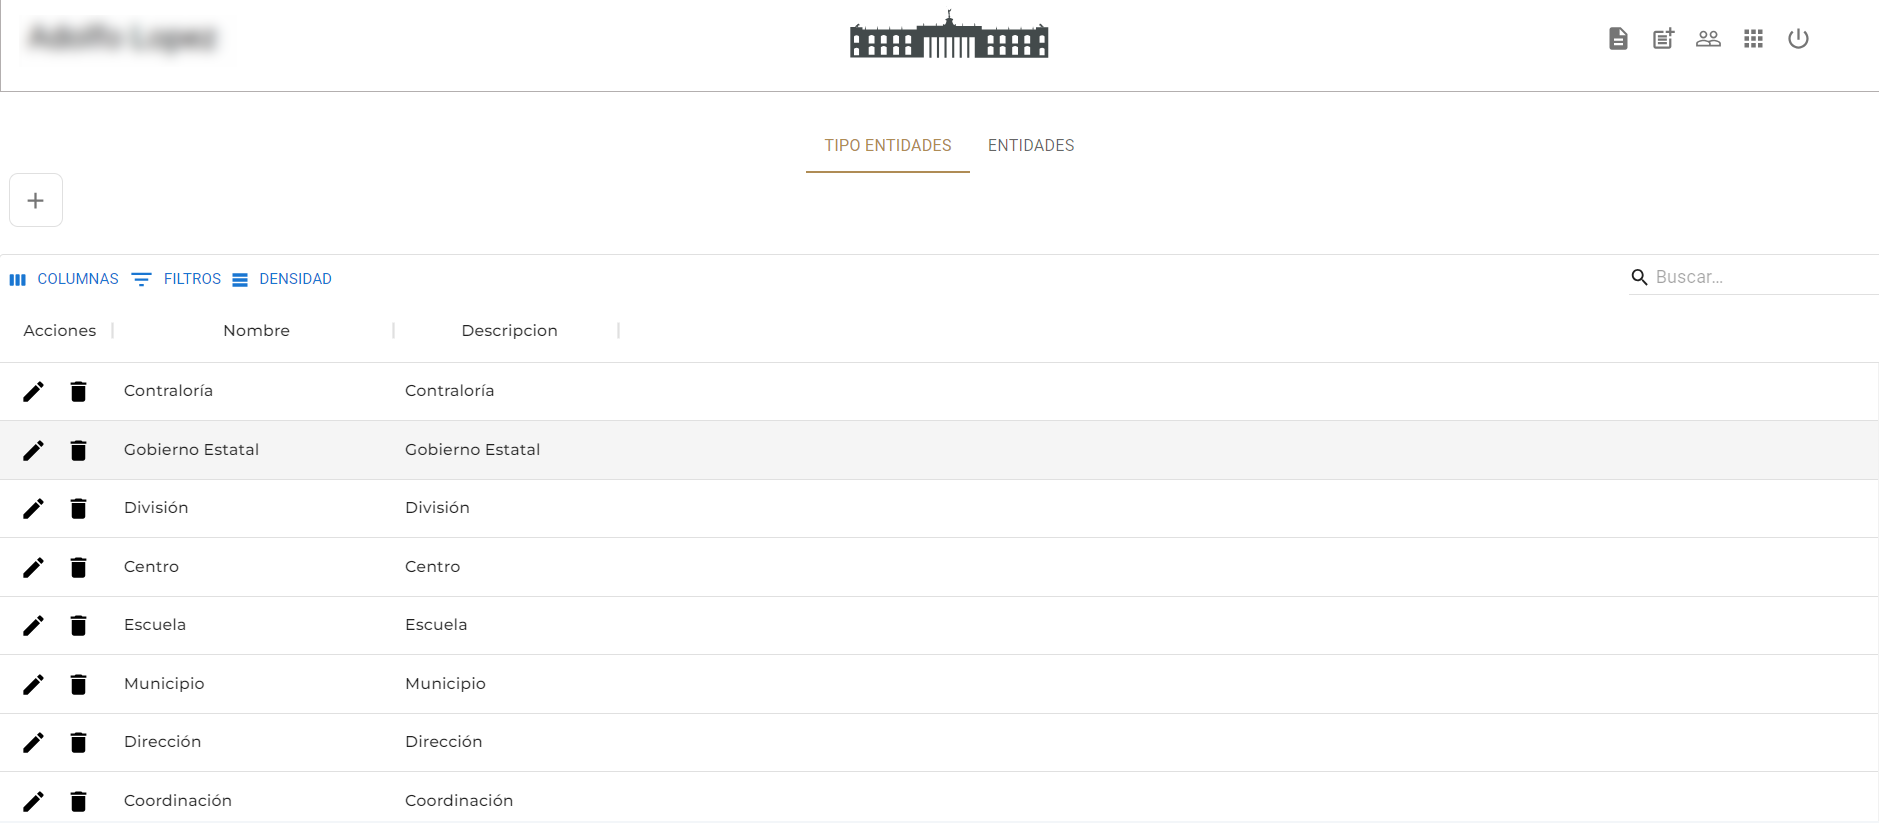 TIPO ENTIDADES ENTIDADES
COLUMNAS FILTROS DENSIDAD Buscar...
Acciones Nombre Descripcion
Contraloría Contraloría
Gobierno Estatal Gobierno Estatal
División División
Centro Centro
Escuela Escuela
Municipio Municipio
Dirección Dirección
Coordinación Coordinación